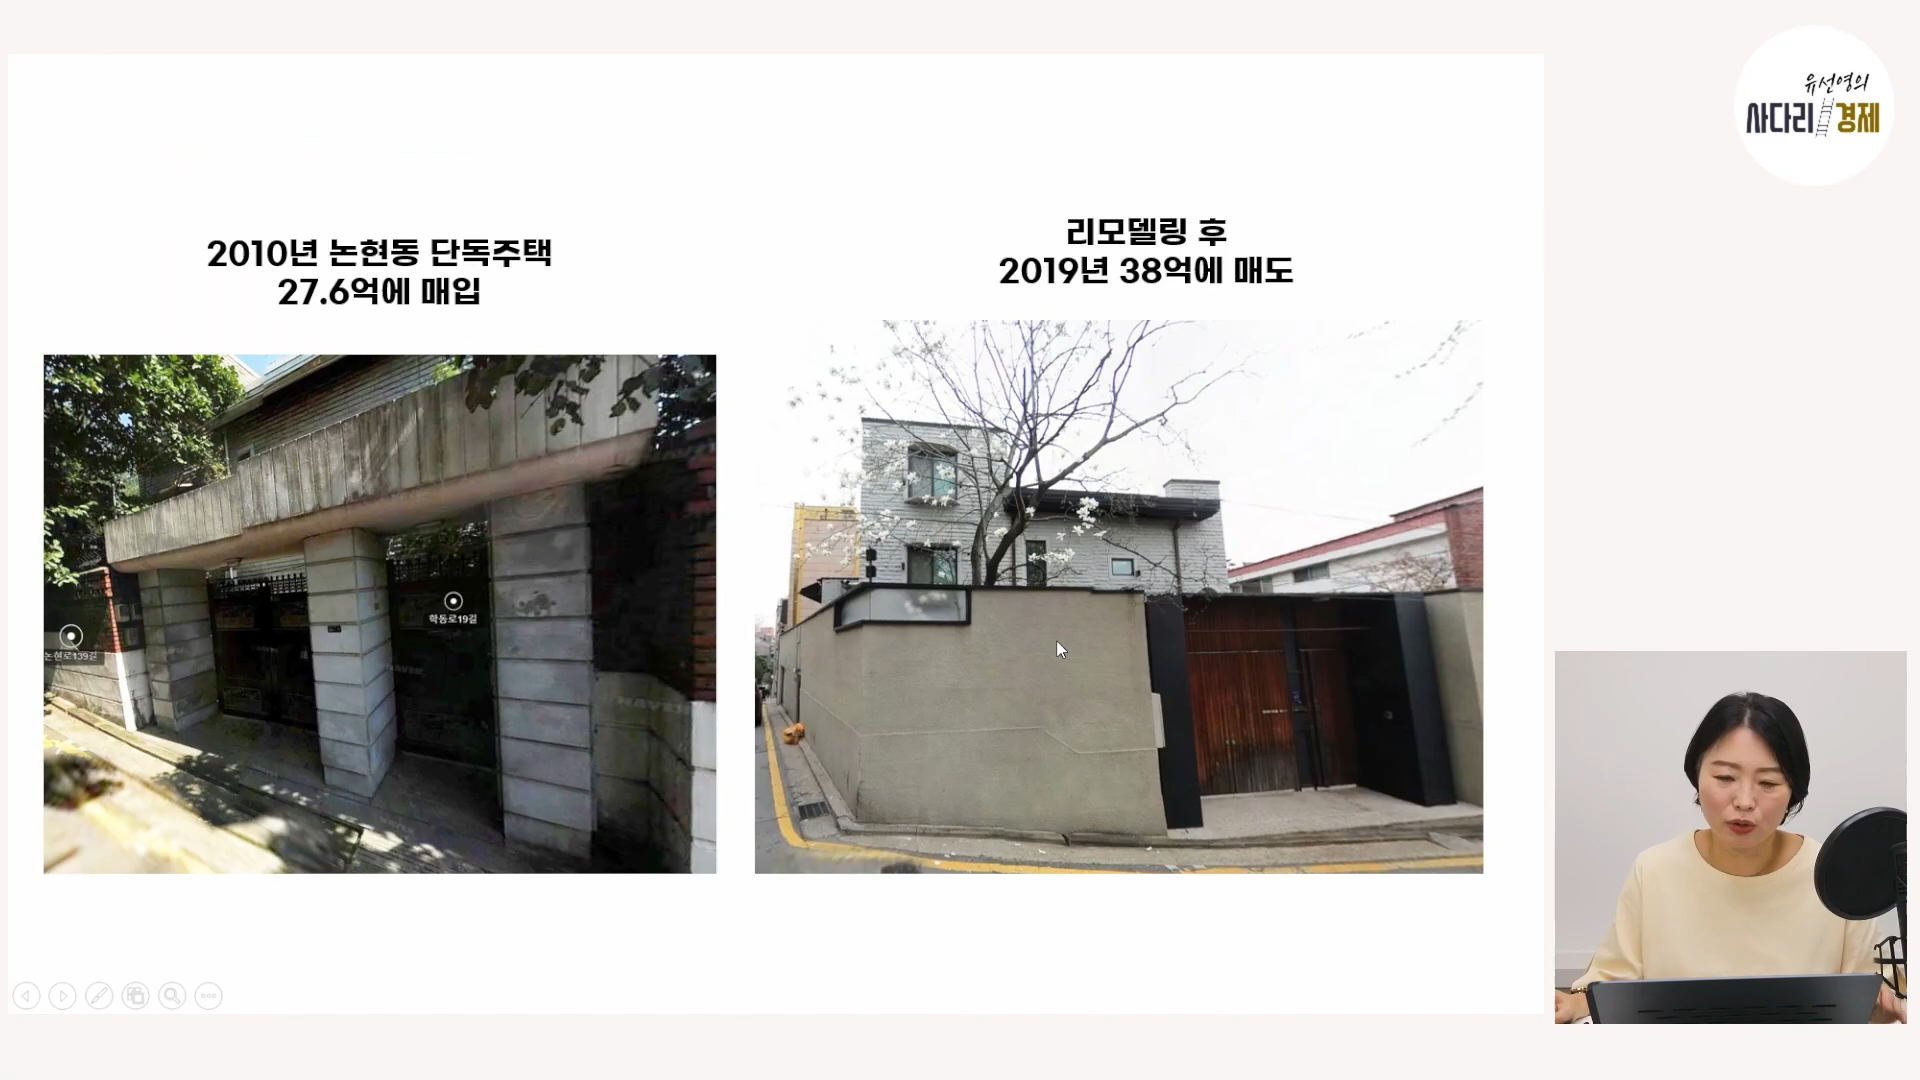 유선영의
사다리 경제
2010년 논현동 단독주택
27.6억에 매입
리모델링 후
2019년 38억에 매도
학동로19길
논현로139길
NAVER